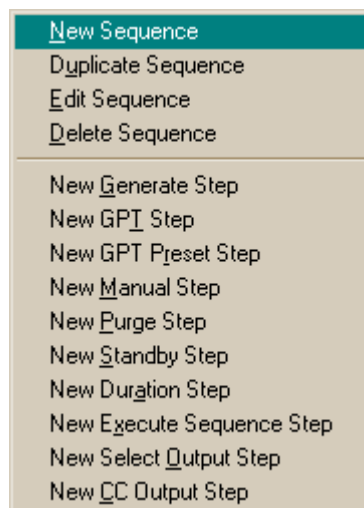 New Sequence
Duplicate Sequence
Edit Sequence
Delete Sequence
New Generate Step
New GPT Step
New GPT Preset Step
New Manual Step
New Purge Step
New Standby Step
New Duration Step
New Execute Sequence Step
New Select Output Step
New CC Output Step